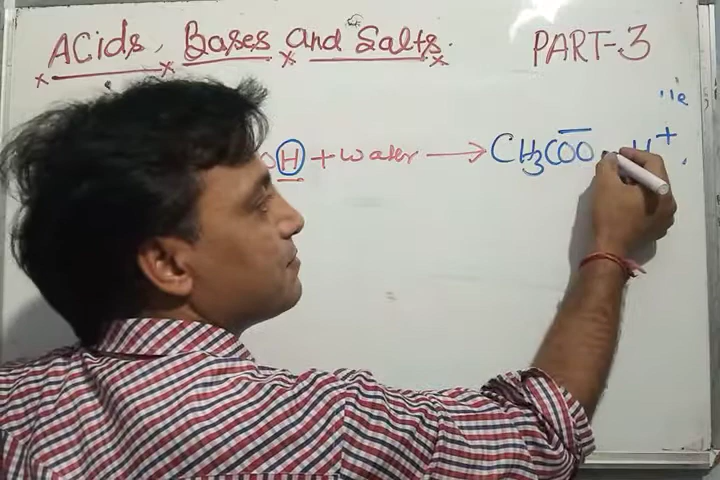 ACids, Bases and Salts. PART-3
H + water → CH₃COO⁻ H⁺